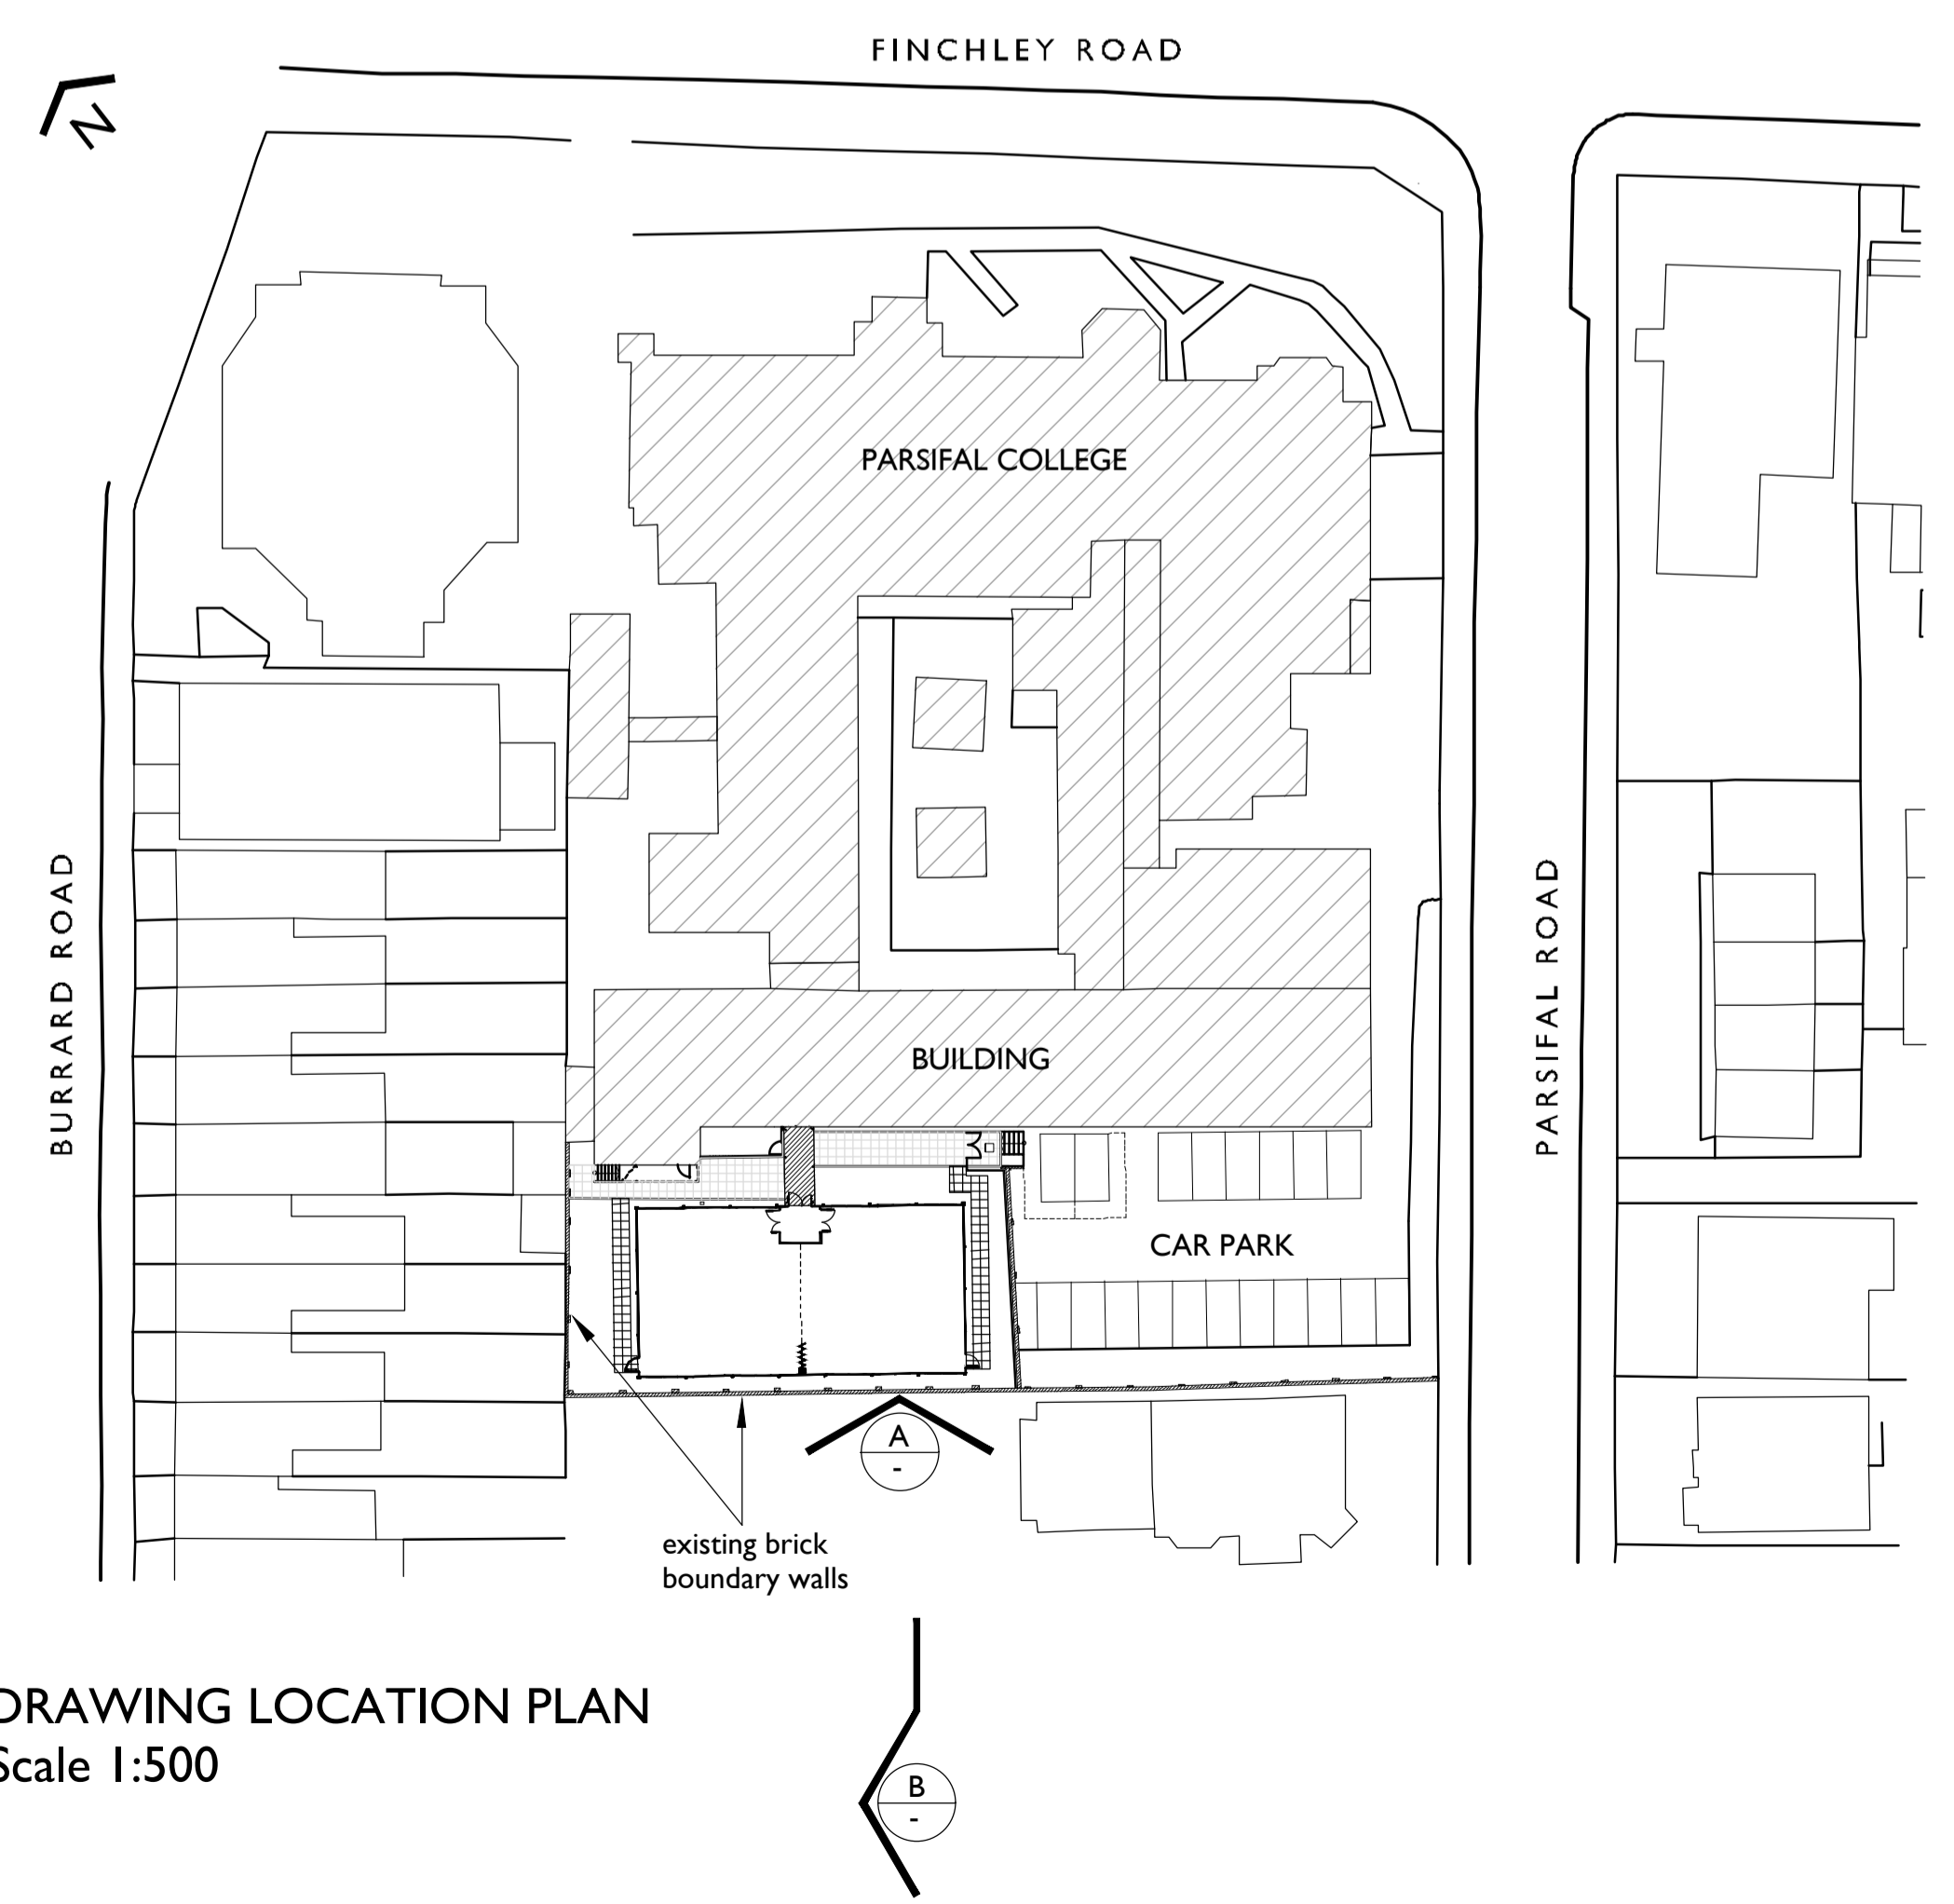 FINCHLEY ROAD
N
PARSIFAL COLLEGE
BURRARD ROAD
PARSIFAL ROAD
BUILDING
CAR PARK
A
-
existing brick
boundary walls
DRAWING LOCATION PLAN
Scale 1:500
B
-